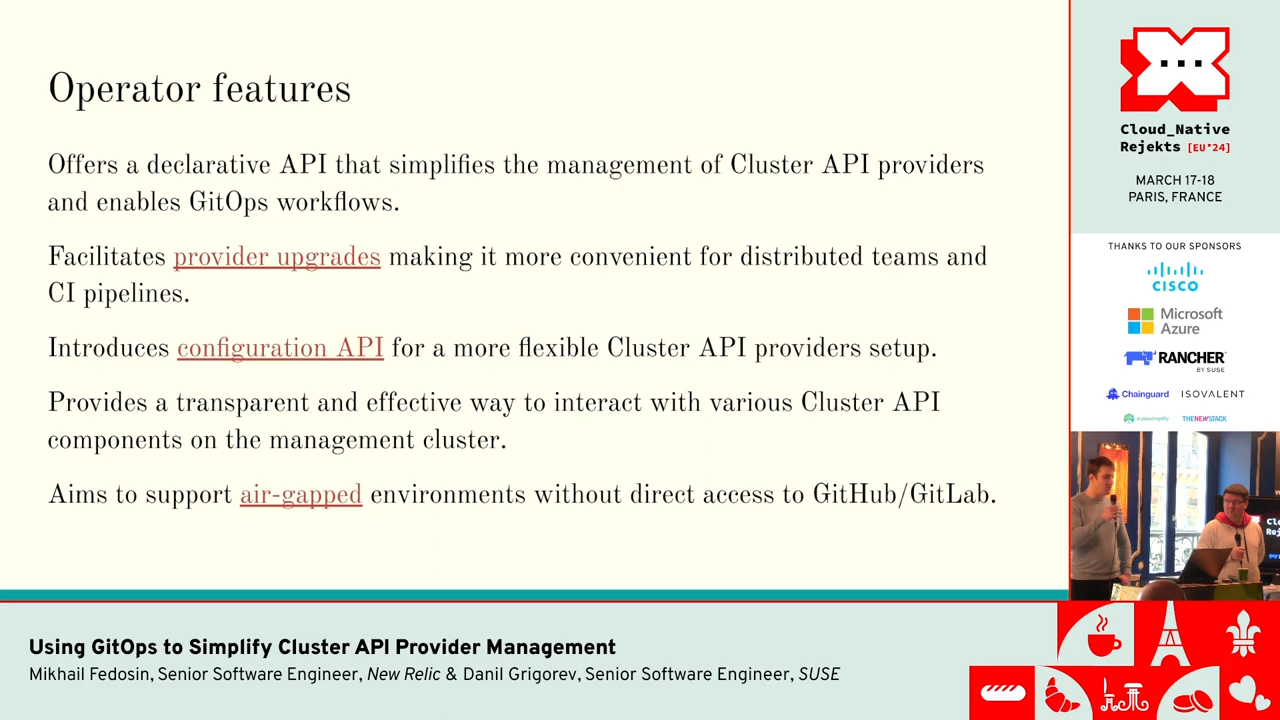 Operator features
Offers a declarative API that simplifies the management of Cluster API providers
and enables GitOps workflows.
Facilitates provider upgrades making it more convenient for distributed teams and
CI pipelines.
Introduces configuration API for a more flexible Cluster API providers setup.
Provides a transparent and effective way to interact with various Cluster API
components on the management cluster.
Aims to support air-gapped environments without direct access to GitHub/GitLab.
Cloud_Native
Rejekts [EU'24]
MARCH 17-18
PARIS, FRANCE
THANKS TO OUR SPONSORS
CISCO
Microsoft
Azure
RANCHER
BY SUSE
Chainguard ISOVALENT
Kubesimplify THENEWSTACK
Using GitOps to Simplify Cluster API Provider Management
Mikhail Fedosin, Senior Software Engineer, New Relic & Danil Grigorev, Senior Software Engineer, SUSE